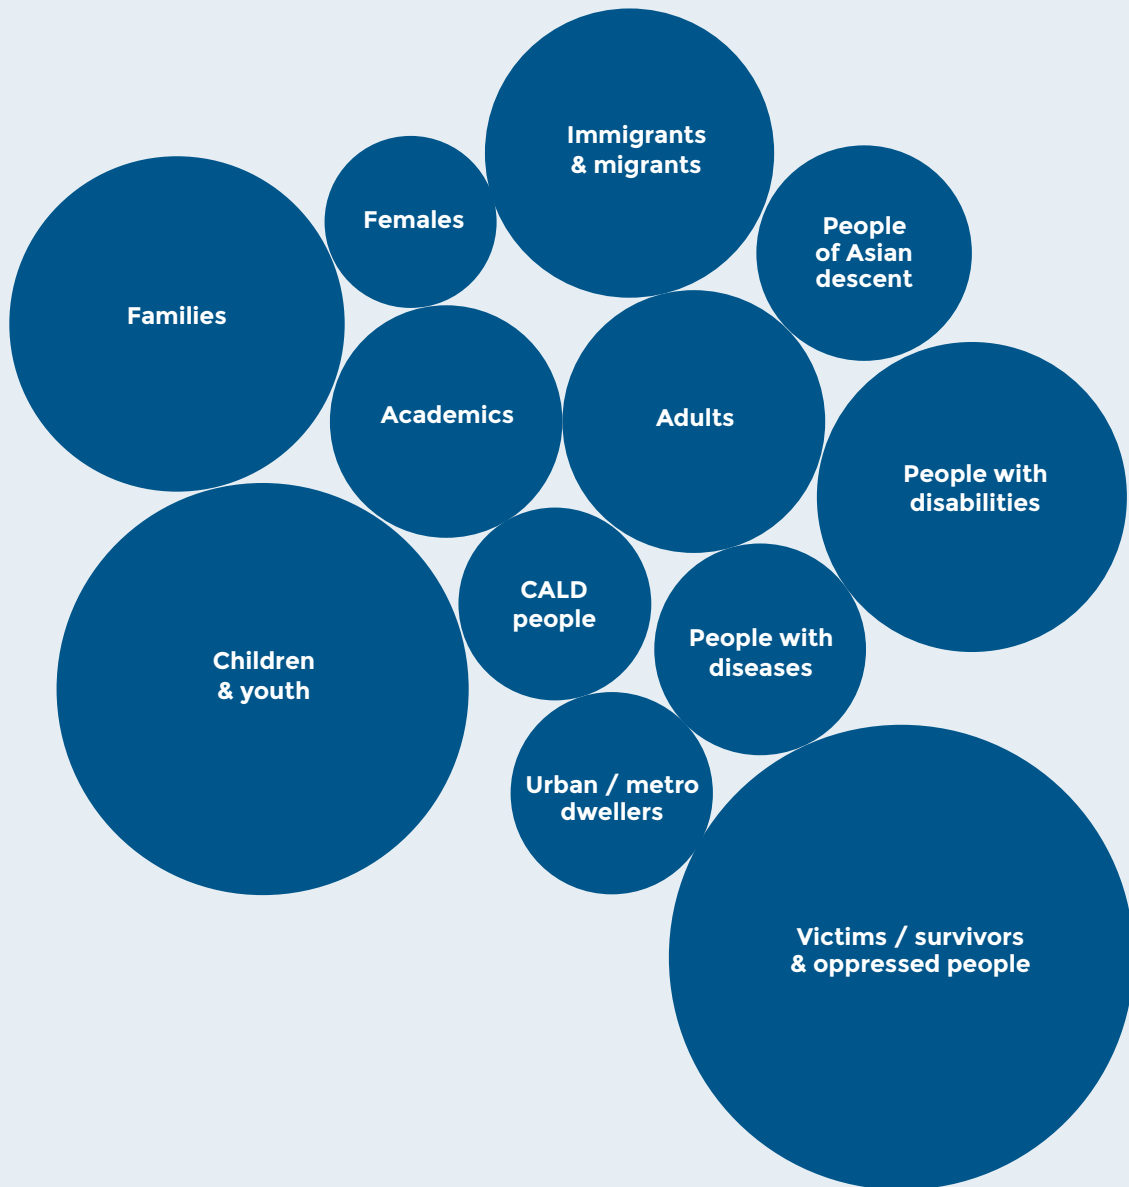 Immigrants
& migrants
Females
People
of Asian
descent
Families
Academics
Adults
People with
disabilities
CALD
people
People with
diseases
Children
& youth
Urban / metro
dwellers
Victims / survivors
& oppressed people